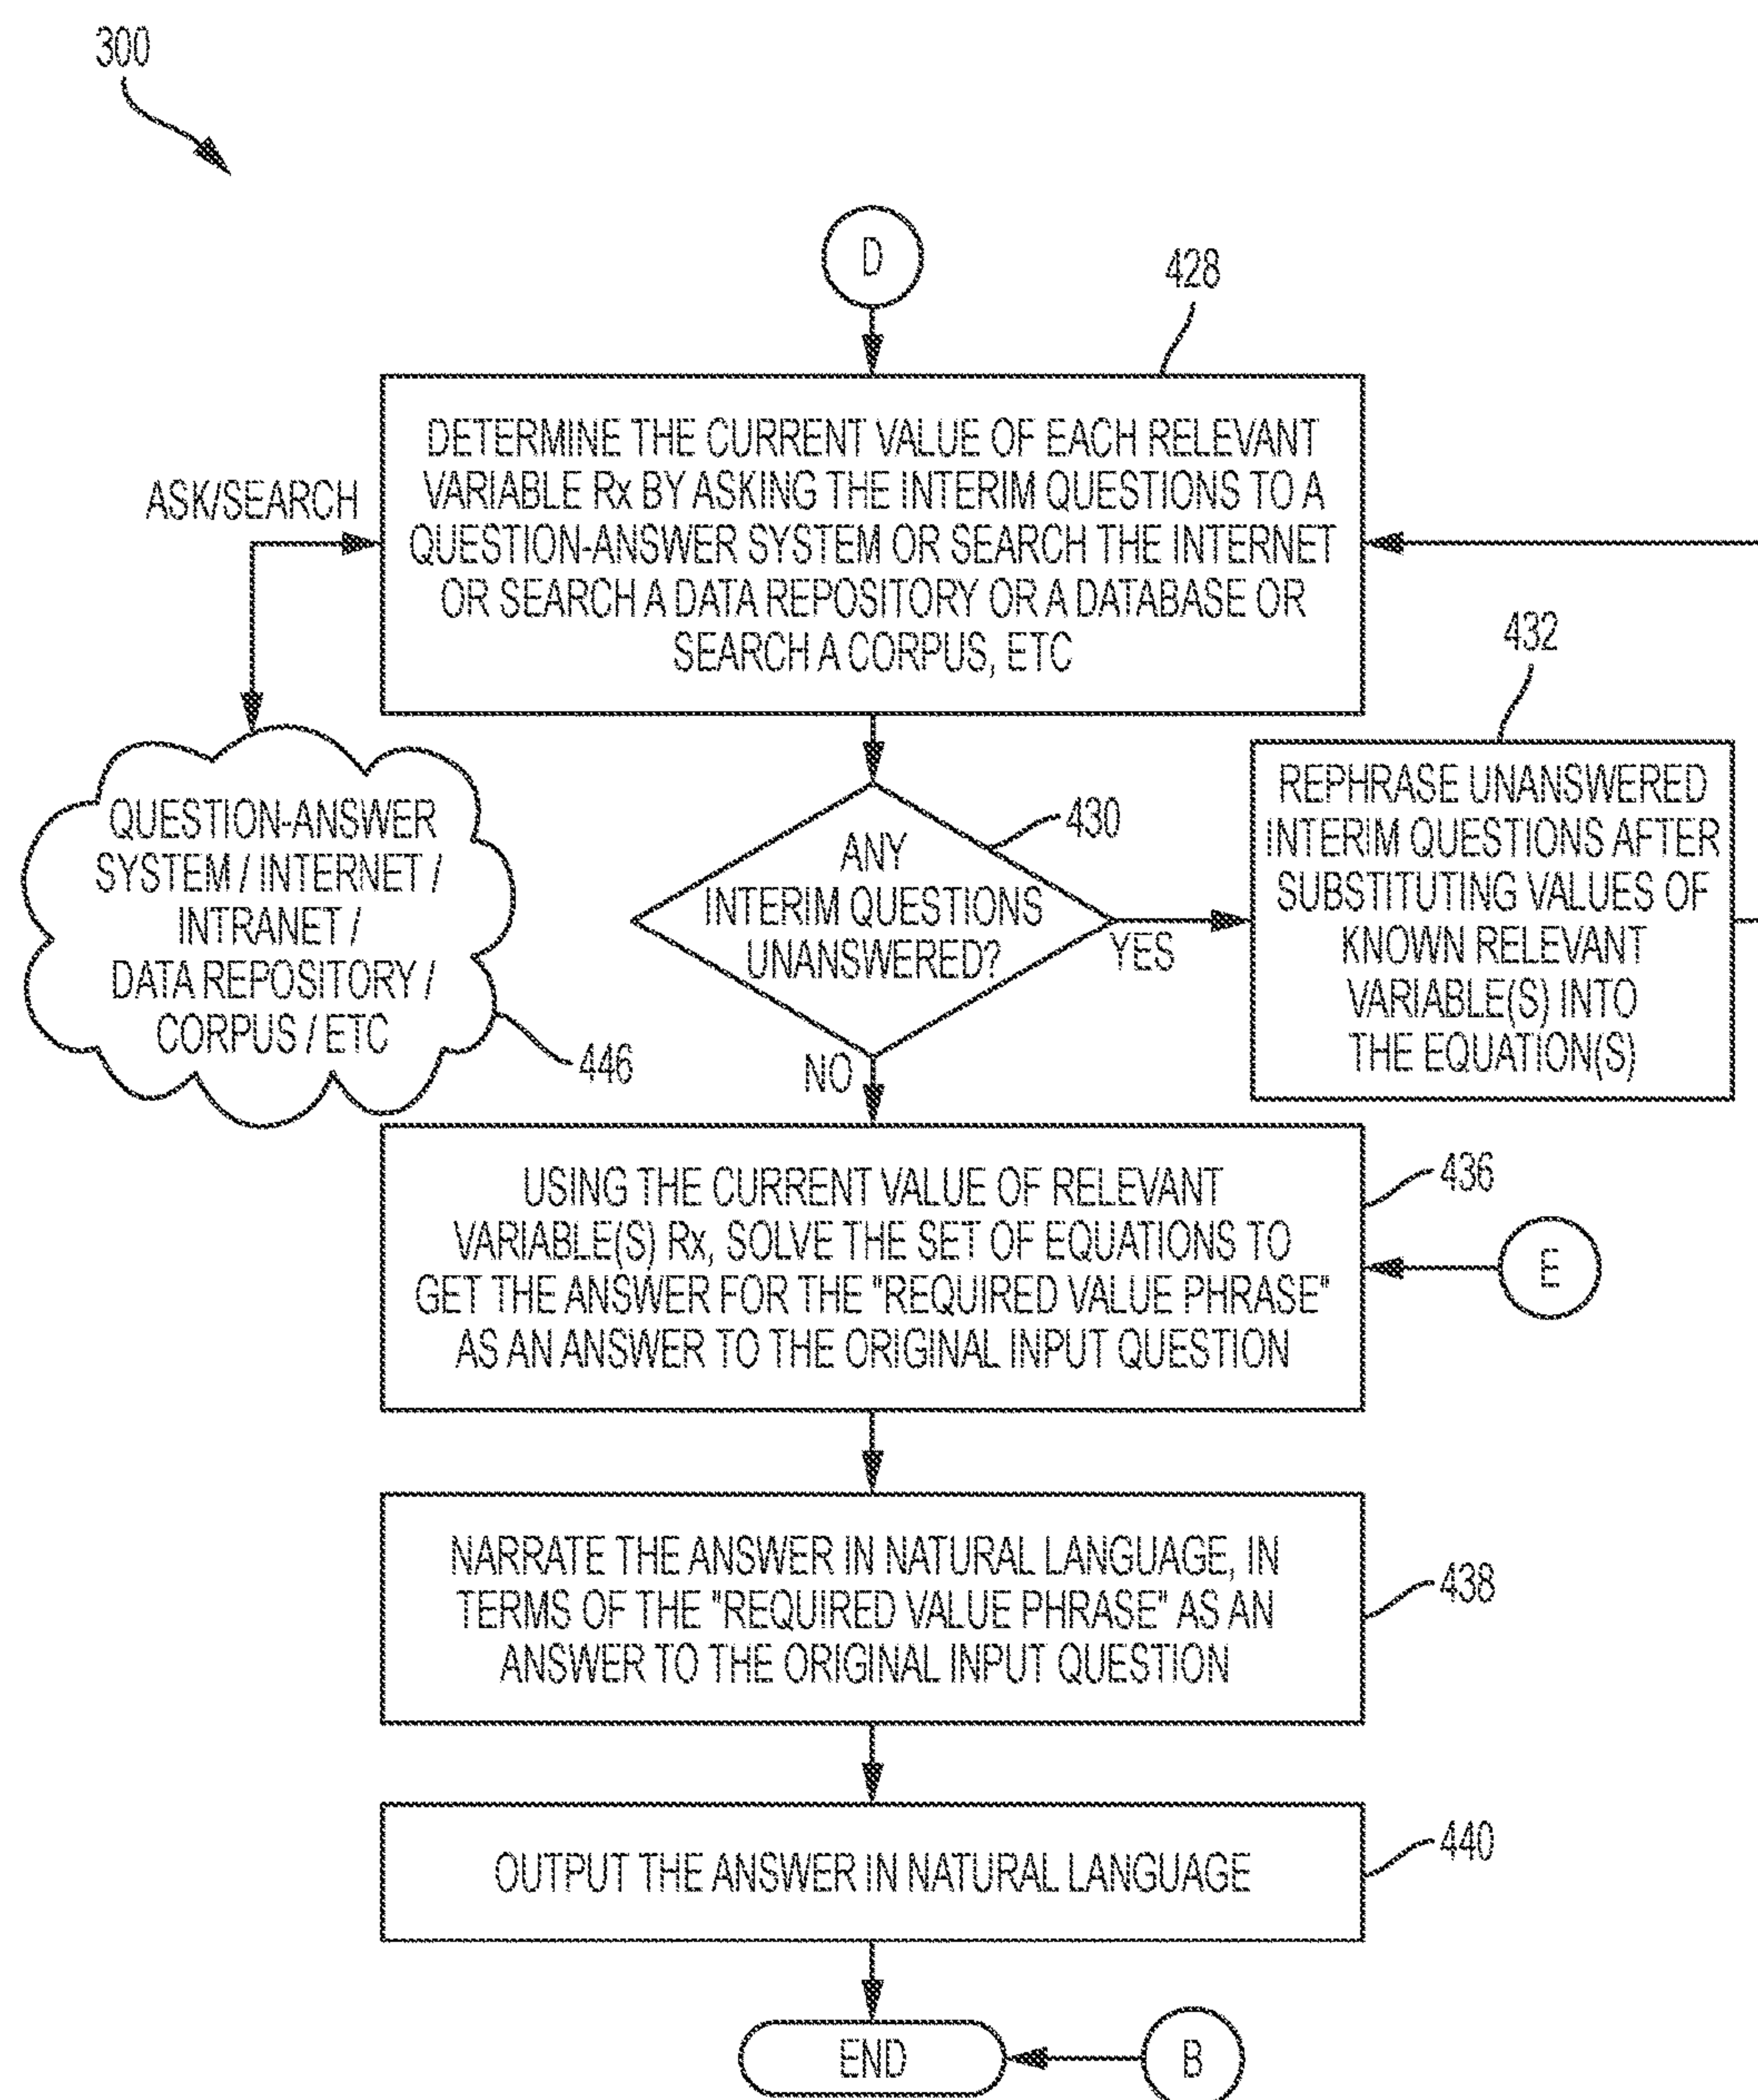 300
D
428
DETERMINE THE CURRENT VALUE OF EACH RELEVANT
VARIABLE Rx BY ASKING THE INTERIM QUESTIONS TO A
QUESTION-ANSWER SYSTEM OR SEARCH THE INTERNET
OR SEARCH A DATA REPOSITORY OR A DATABASE OR
SEARCH A CORPUS, ETC
ASK/SEARCH
QUESTION-ANSWER
SYSTEM / INTERNET /
INTRANET /
DATA REPOSITORY /
CORPUS / ETC
446
430
ANY
INTERIM QUESTIONS
UNANSWERED?
YES
NO
432
REPHRASE UNANSWERED
INTERIM QUESTIONS AFTER
SUBSTITUTING VALUES OF
KNOWN RELEVANT
VARIABLE(S) INTO
THE EQUATION(S)
436
USING THE CURRENT VALUE OF RELEVANT
VARIABLE(S) Rx, SOLVE THE SET OF EQUATIONS TO
GET THE ANSWER FOR THE "REQUIRED VALUE PHRASE"
AS AN ANSWER TO THE ORIGINAL INPUT QUESTION
E
NARRATE THE ANSWER IN NATURAL LANGUAGE, IN
TERMS OF THE "REQUIRED VALUE PHRASE" AS AN
ANSWER TO THE ORIGINAL INPUT QUESTION
438
OUTPUT THE ANSWER IN NATURAL LANGUAGE
440
END
B